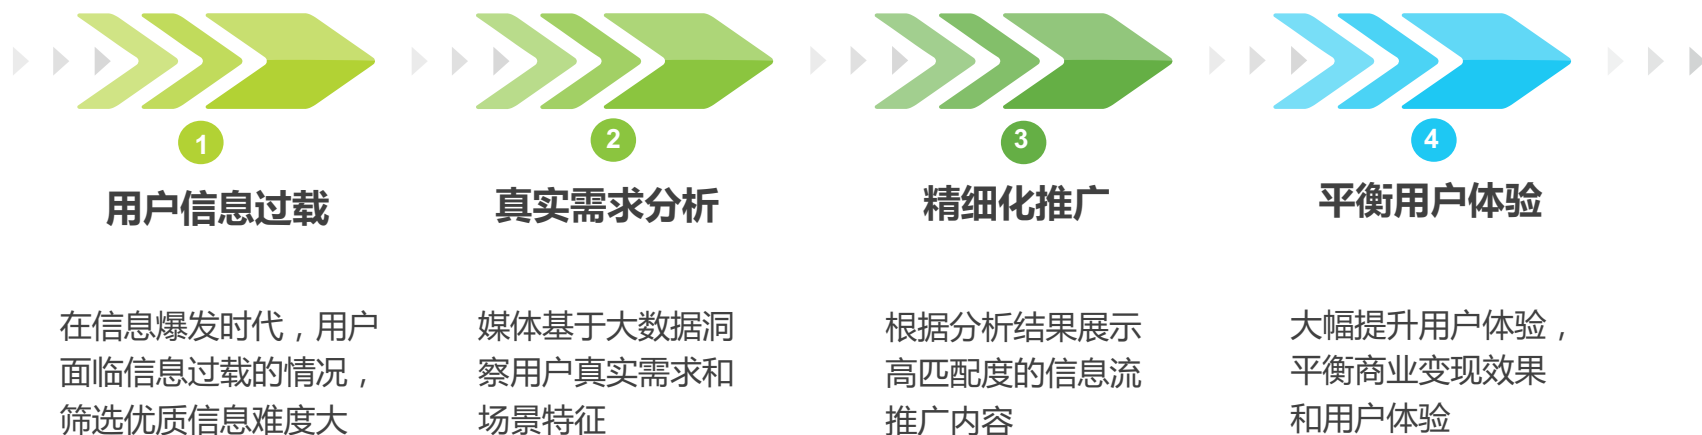 1
用户信息过载
在信息爆发时代，用户
面临信息过载的情况，
筛选优质信息难度大
2
真实需求分析
媒体基于大数据洞
察用户真实需求和
场景特征
3
精细化推广
根据分析结果展示
高匹配度的信息流
推广内容
4
平衡用户体验
大幅提升用户体验，
平衡商业变现效果
和用户体验